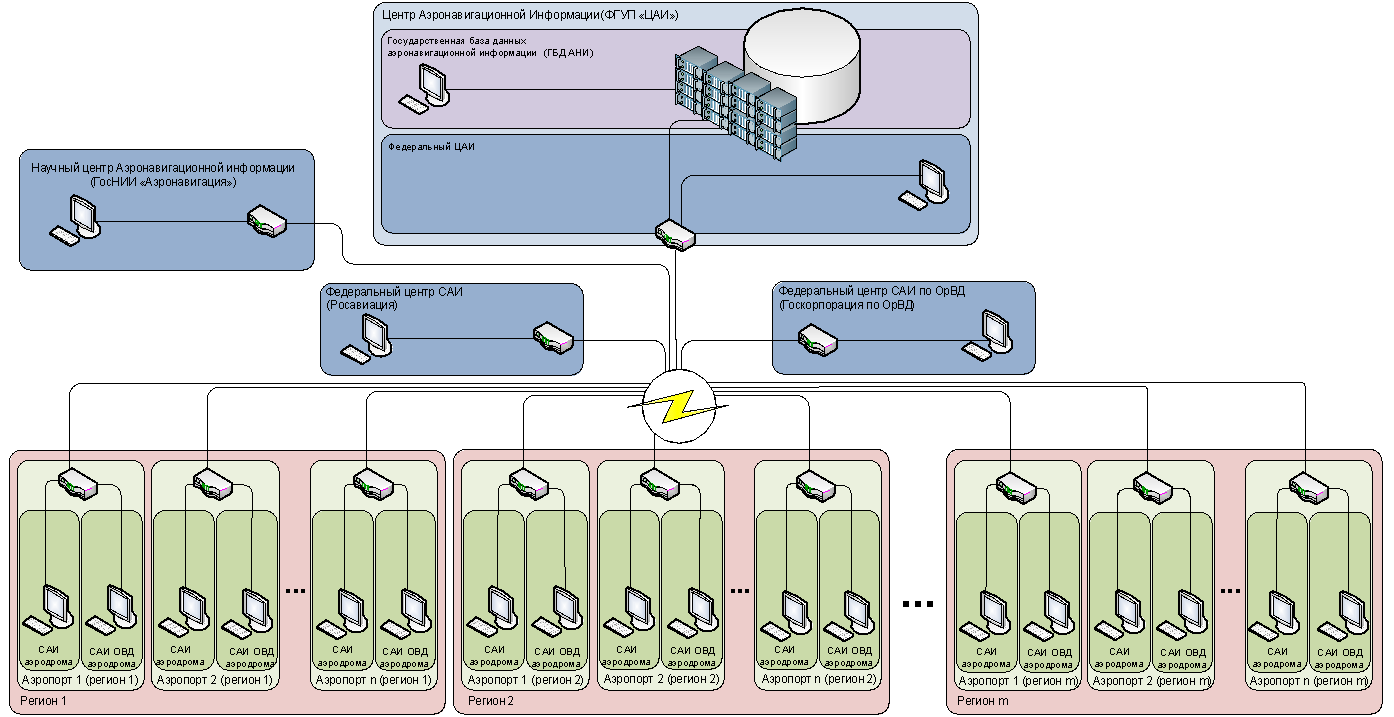 Центр Аэронавигационной Информации(ФГУП «ЦАИ»)
Государственная база данных
аэронавигационной информации (ГБД АНИ)
Федеральный ЦАИ
Научный центр Аэронавигационной информации
(ГосНИИ «Аэронавигация»)
Федеральный центр САИ
(Росавиация)
Федеральный центр САИ по ОрВД
(Госкорпорация по ОрВД)
САИ
аэродрома
САИ ОВД
аэродрома
Аэропорт 1 (регион 1)
САИ
аэродрома
САИ ОВД
аэродрома
Аэропорт 2 (регион 1)
...
САИ
аэродрома
САИ ОВД
аэродрома
Аэропорт n (регион 1)
Регион 1
САИ
аэродрома
САИ ОВД
аэродрома
Аэропорт 1 (регион 2)
САИ
аэродрома
САИ ОВД
аэродрома
Аэропорт 2 (регион 2)
...
САИ
аэродрома
САИ ОВД
аэродрома
Аэропорт n (регион 2)
Регион 2
...
САИ
аэродрома
САИ ОВД
аэродрома
Аэропорт 1 (регион m)
САИ
аэродрома
САИ ОВД
аэродрома
Аэропорт 2 (регион m)
...
САИ
аэродрома
САИ ОВД
аэродрома
Аэропорт n (регион m)
Регион m